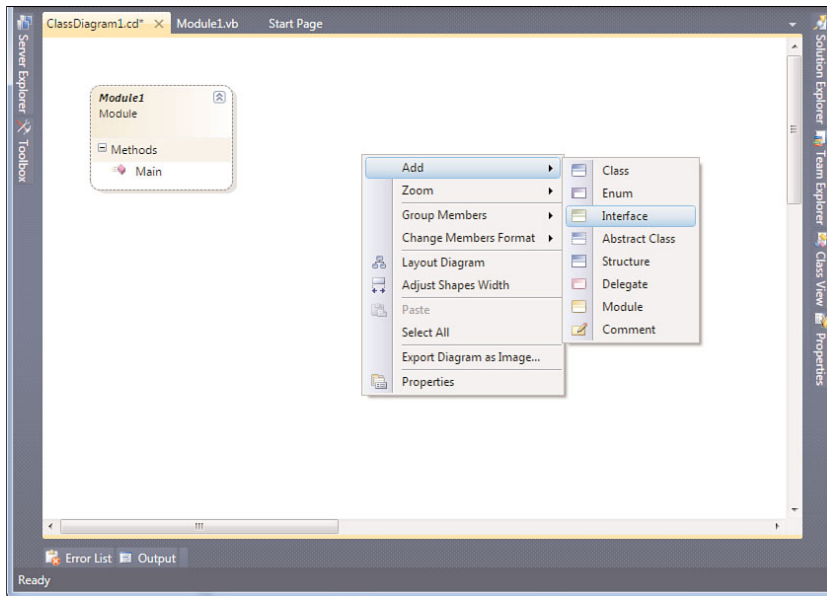 ClassDiagram1.cd* Module1.vb Start Page
Server Explorer
Toolbox
Module1
Module
Methods
Main
Add
Zoom
Group Members
Change Members Format
Layout Diagram
Adjust Shapes Width
Paste
Select All
Export Diagram as Image...
Properties
Class
Enum
Interface
Abstract Class
Structure
Delegate
Module
Comment
Solution Explorer
Team Explorer
Class View
Properties
Error List Output
Ready